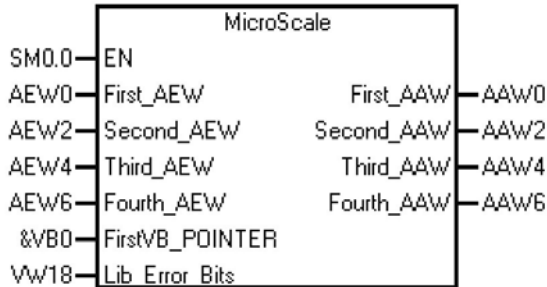 MicroScale
SM0.0 EN
AEW0 First_AEW First_AAW AAW0
AEW2 Second_AEW Second_AAW AAW2
AEW4 Third_AEW Third_AAW AAW4
AEW6 Fourth_AEW Fourth_AAW AAW6
&VB0 FirstVB_POINTER
VW18 Lib_Error_Bits